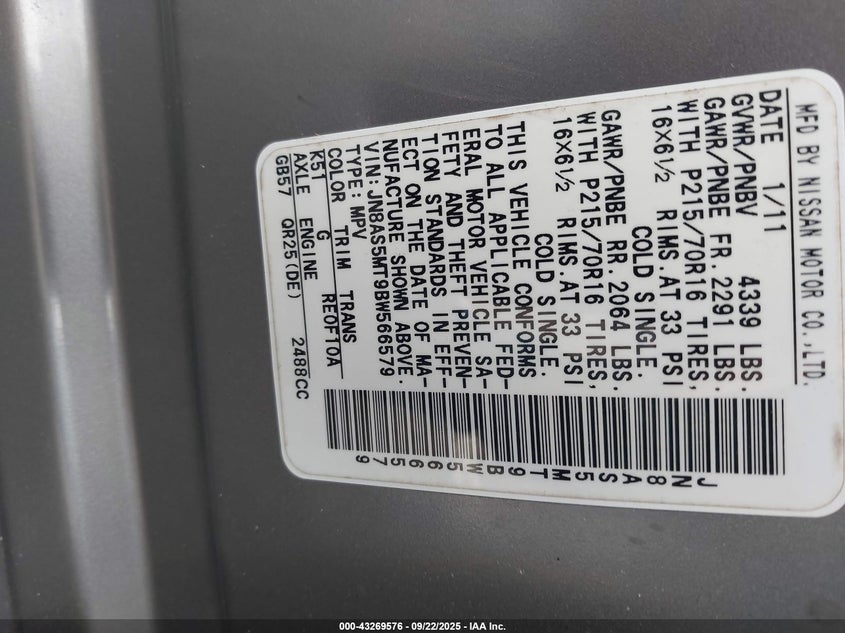 MFD BY NISSAN MOTOR CO.,LTD.
DATE 1/11
GVWR/PNBV 4339 LBS.
GAWR/PNBE FR. 2291 LBS.
WITH P215/70R16 TIRES,
16X6½ RIMS.AT 33 PSI
COLD SINGLE.
GAWR/PNBE RR. 2064 LBS.
WITH P215/70R16 TIRES,
16X6½ RIMS.AT 33 PSI
COLD SINGLE.
THIS VEHICLE CONFORMS
TO ALL APPLICABLE FED-
ERAL MOTOR VEHICLE SA-
FETY AND THEFT PREVEN-
TION STANDARDS IN EFF-
ECT ON THE DATE OF MA-
NUFACTURE SHOWN ABOVE.
VIN: JN8AS5MT9BW566579
TYPE: MPV
COLOR TRIM TRANS
K51 G RE0F10A
AXLE ENGINE
GB57 QR25(DE) 2488CC
JN8AS5MT9BW566579
000-43269576 - 09/22/2025 - IAA Inc.